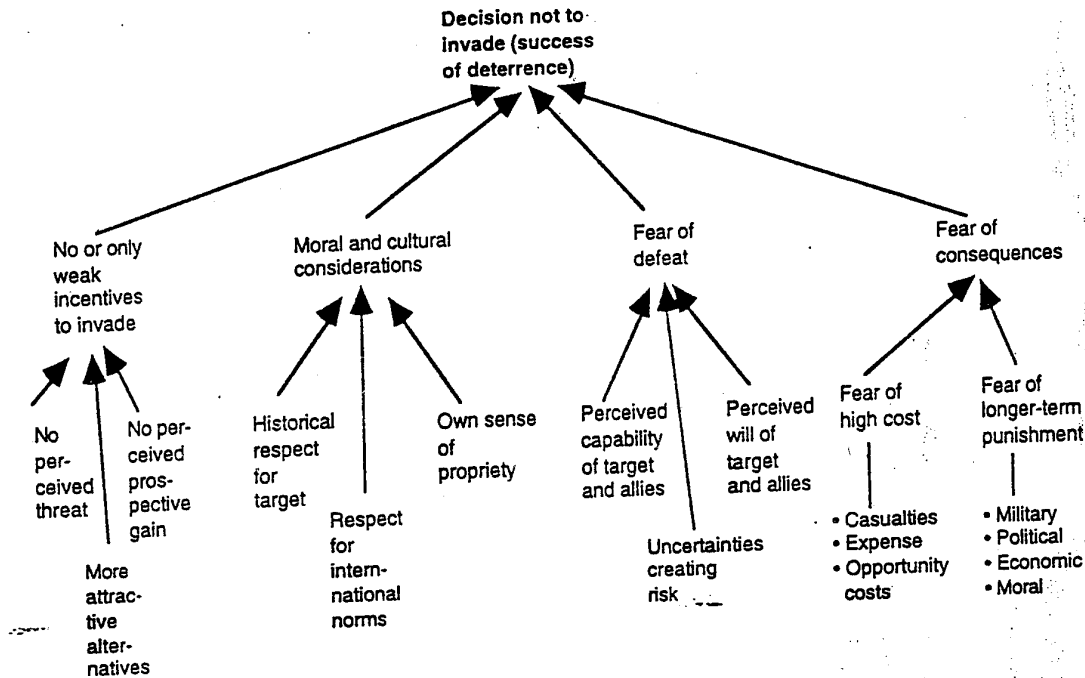 Decision not to
invade (success
of deterrence)
No or only
weak
incentives
to invade
Moral and cultural
considerations
Fear of
defeat
Fear of
consequences
No
per-
ceived
threat
More
attrac-
tive
alter-
natives
No per-
ceived
pros-
pective
gain
Historical
respect
for
target
Respect
for
intern-
national
norms
Own sense
of
propriety
Perceived
capability
of target
and allies
Uncertainties
creating
risk
Perceived
will of
target
and allies
Fear of
high cost
• Casualties
• Expense
• Opportunity
costs
Fear of
longer-term
punishment
• Military
• Political
• Economic
• Moral